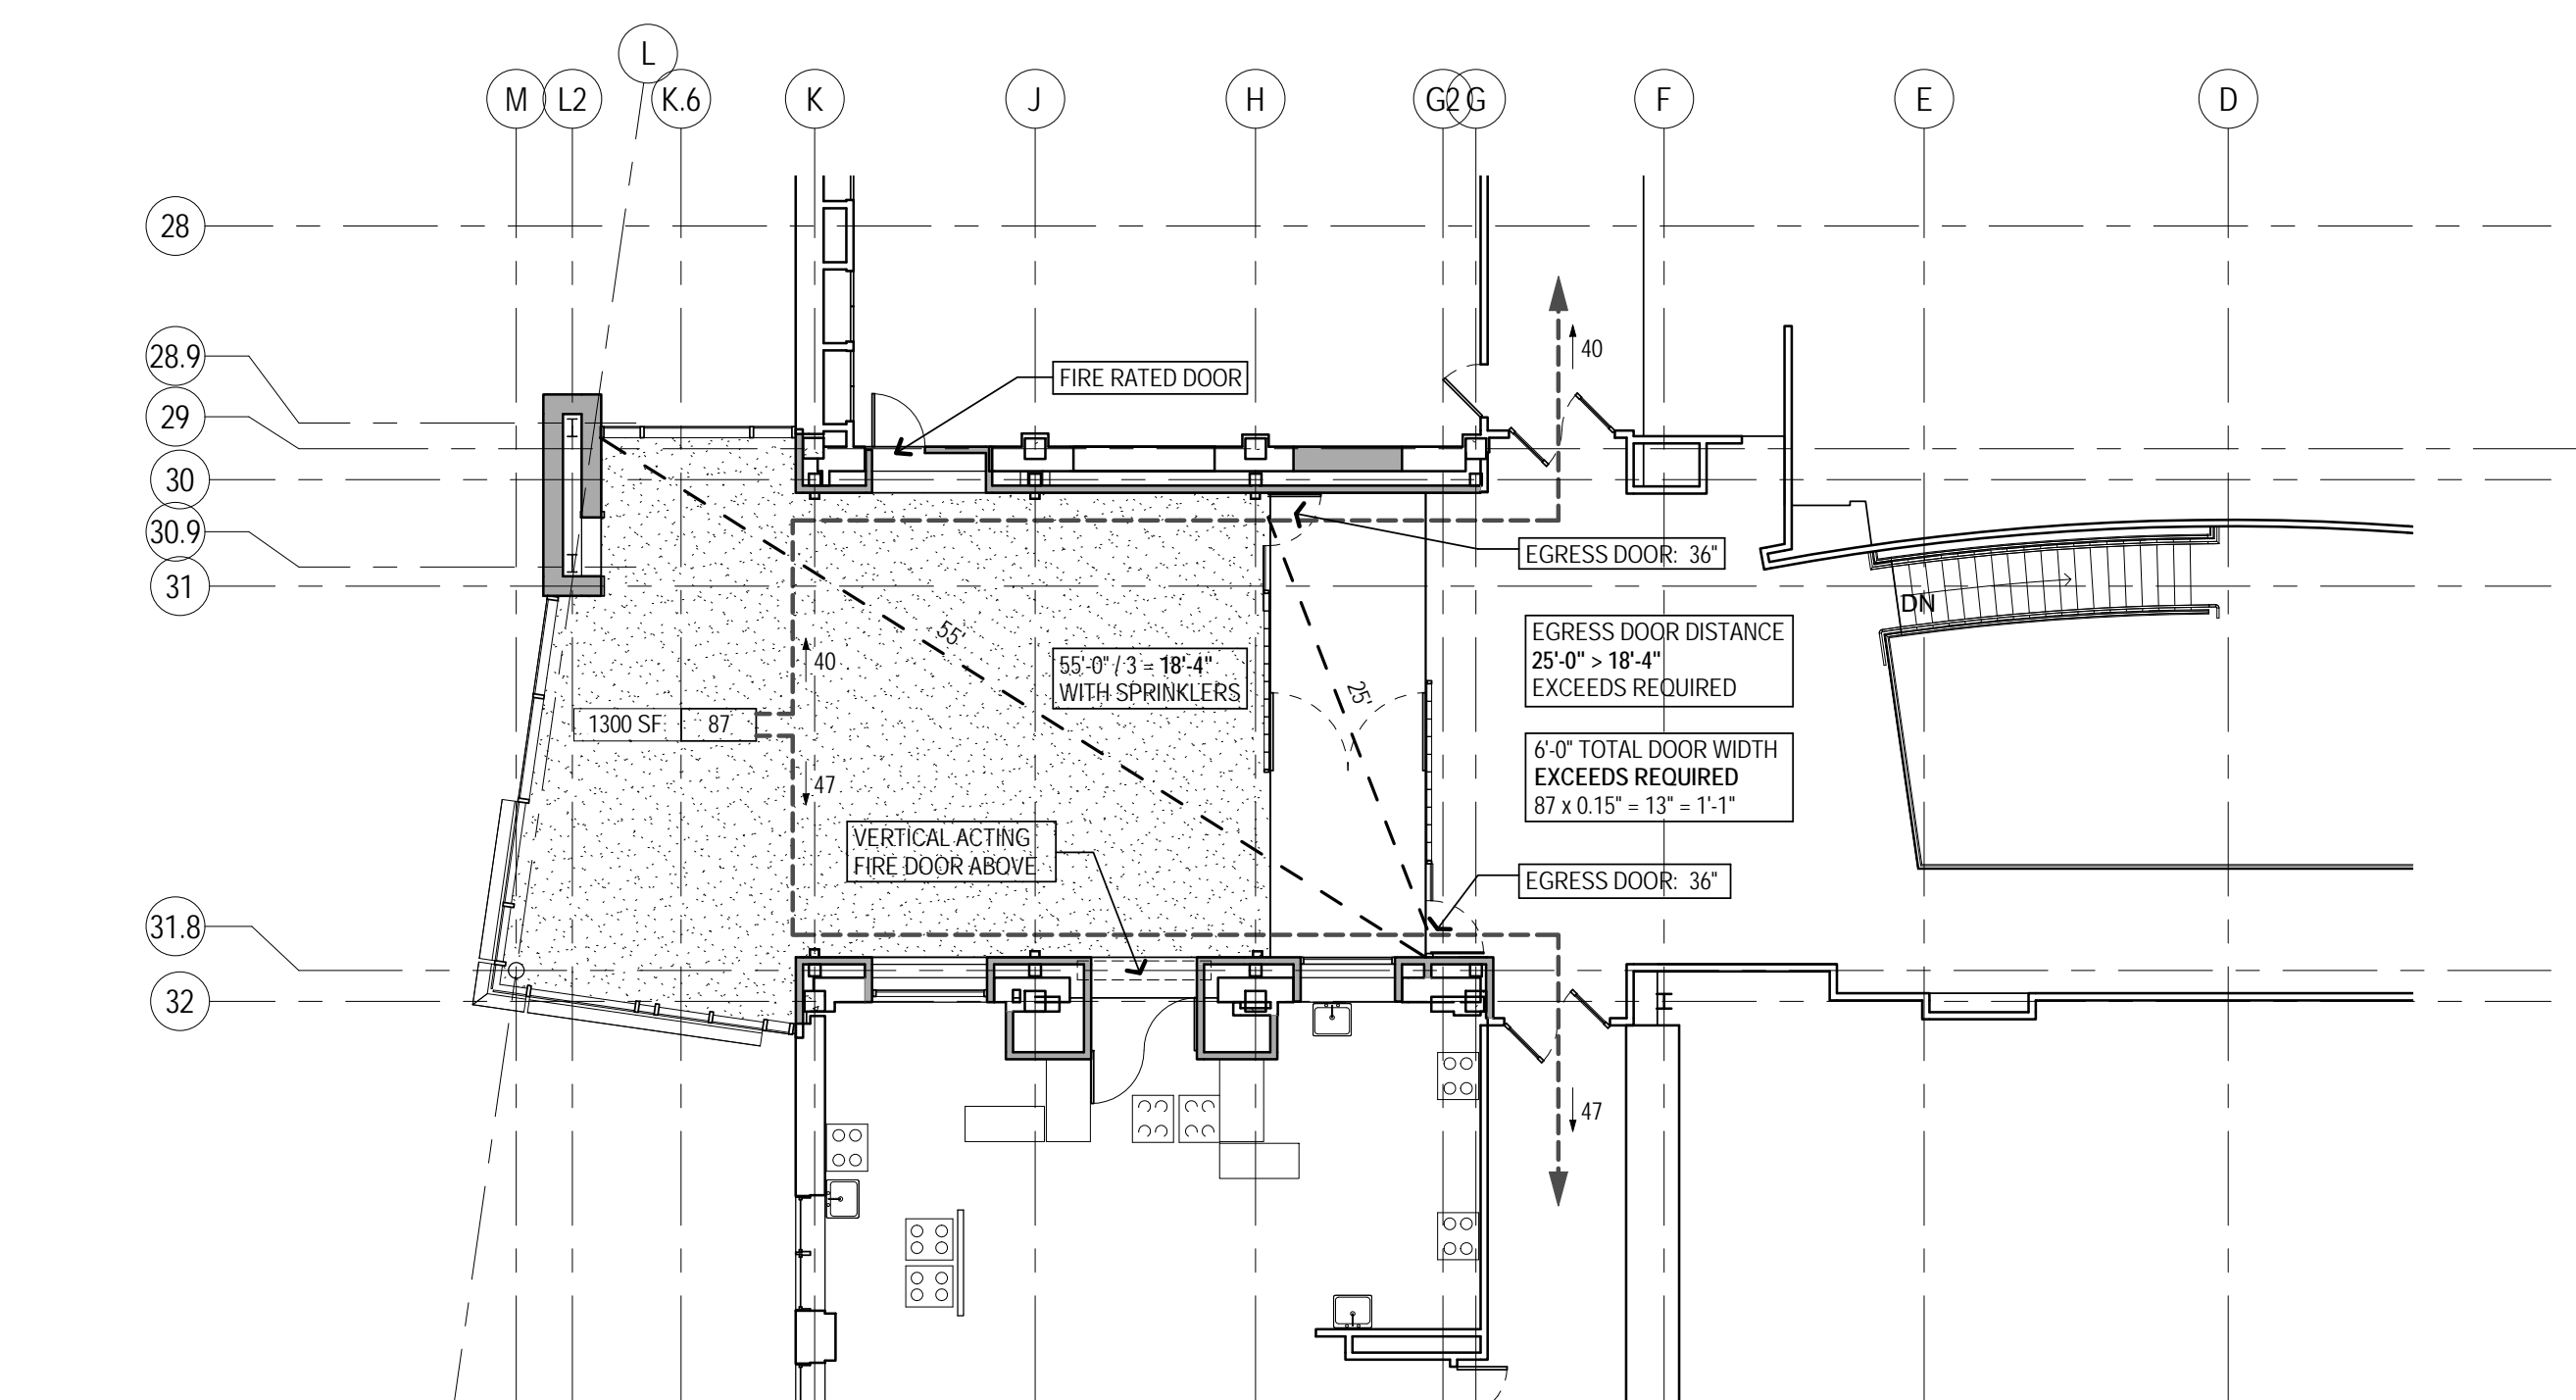 L
M
L2
K.6
K
J
H
G2
G
F
E
D
28
28.9
29
30
30.9
31
31.8
32
FIRE RATED DOOR
40
EGRESS DOOR: 36"
DN
55'
40
55'-0" / 3 = 18'-4"
WITH SPRINKLERS
25'
EGRESS DOOR DISTANCE
25'-0" > 18'-4"
EXCEEDS REQUIRED
1300 SF 87
47
6'-0" TOTAL DOOR WIDTH
EXCEEDS REQUIRED
87 x 0.15" = 13" = 1'-1"
VERTICAL ACTING
FIRE DOOR ABOVE
EGRESS DOOR: 36"
47